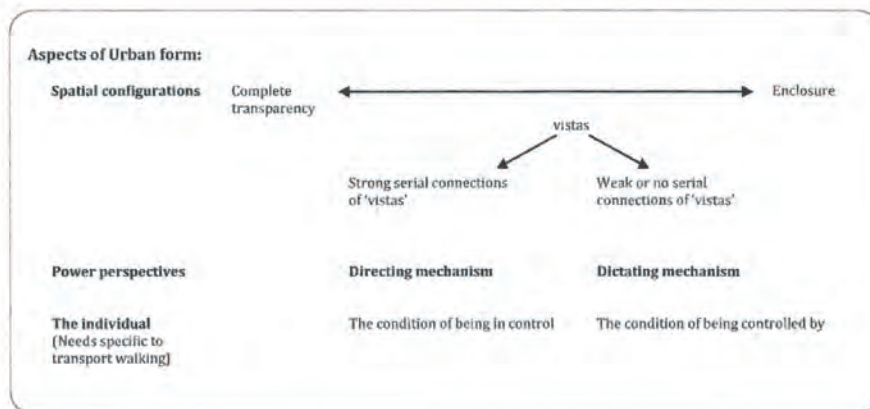 Aspects of Urban form:
Spatial configurations Complete transparency Enclosure
vistas
Strong serial connections of 'vistas'
Weak or no serial connections of 'vistas'
Power perspectives Directing mechanism Dictating mechanism
The individual
(Needs specific to
transport walking)
The condition of being in control The condition of being controlled by